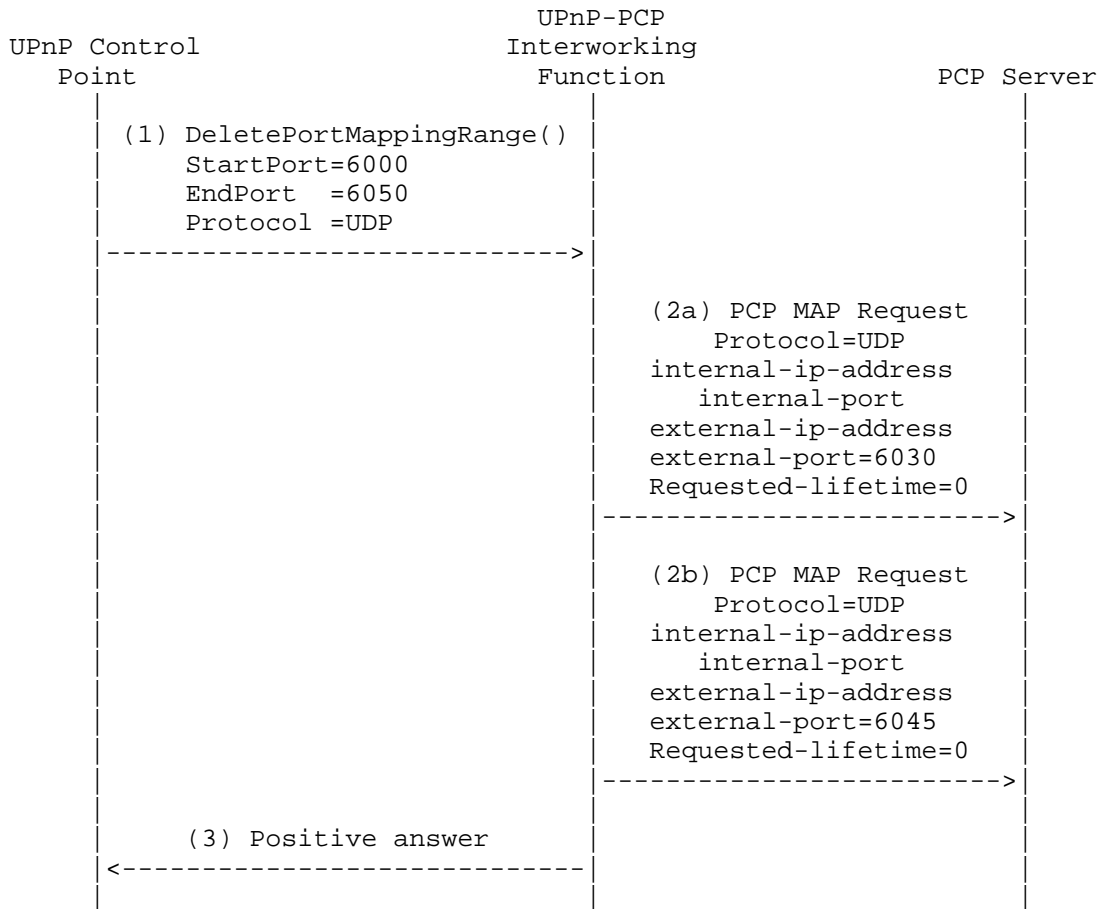 UPnP-PCP
UPnP Control Interworking
Point Function PCP Server
(1) DeletePortMappingRange()
StartPort=6000
EndPort =6050
Protocol =UDP
(2a) PCP MAP Request
Protocol=UDP
internal-ip-address
internal-port
external-ip-address
external-port=6030
Requested-lifetime=0
(2b) PCP MAP Request
Protocol=UDP
internal-ip-address
internal-port
external-ip-address
external-port=6045
Requested-lifetime=0
(3) Positive answer